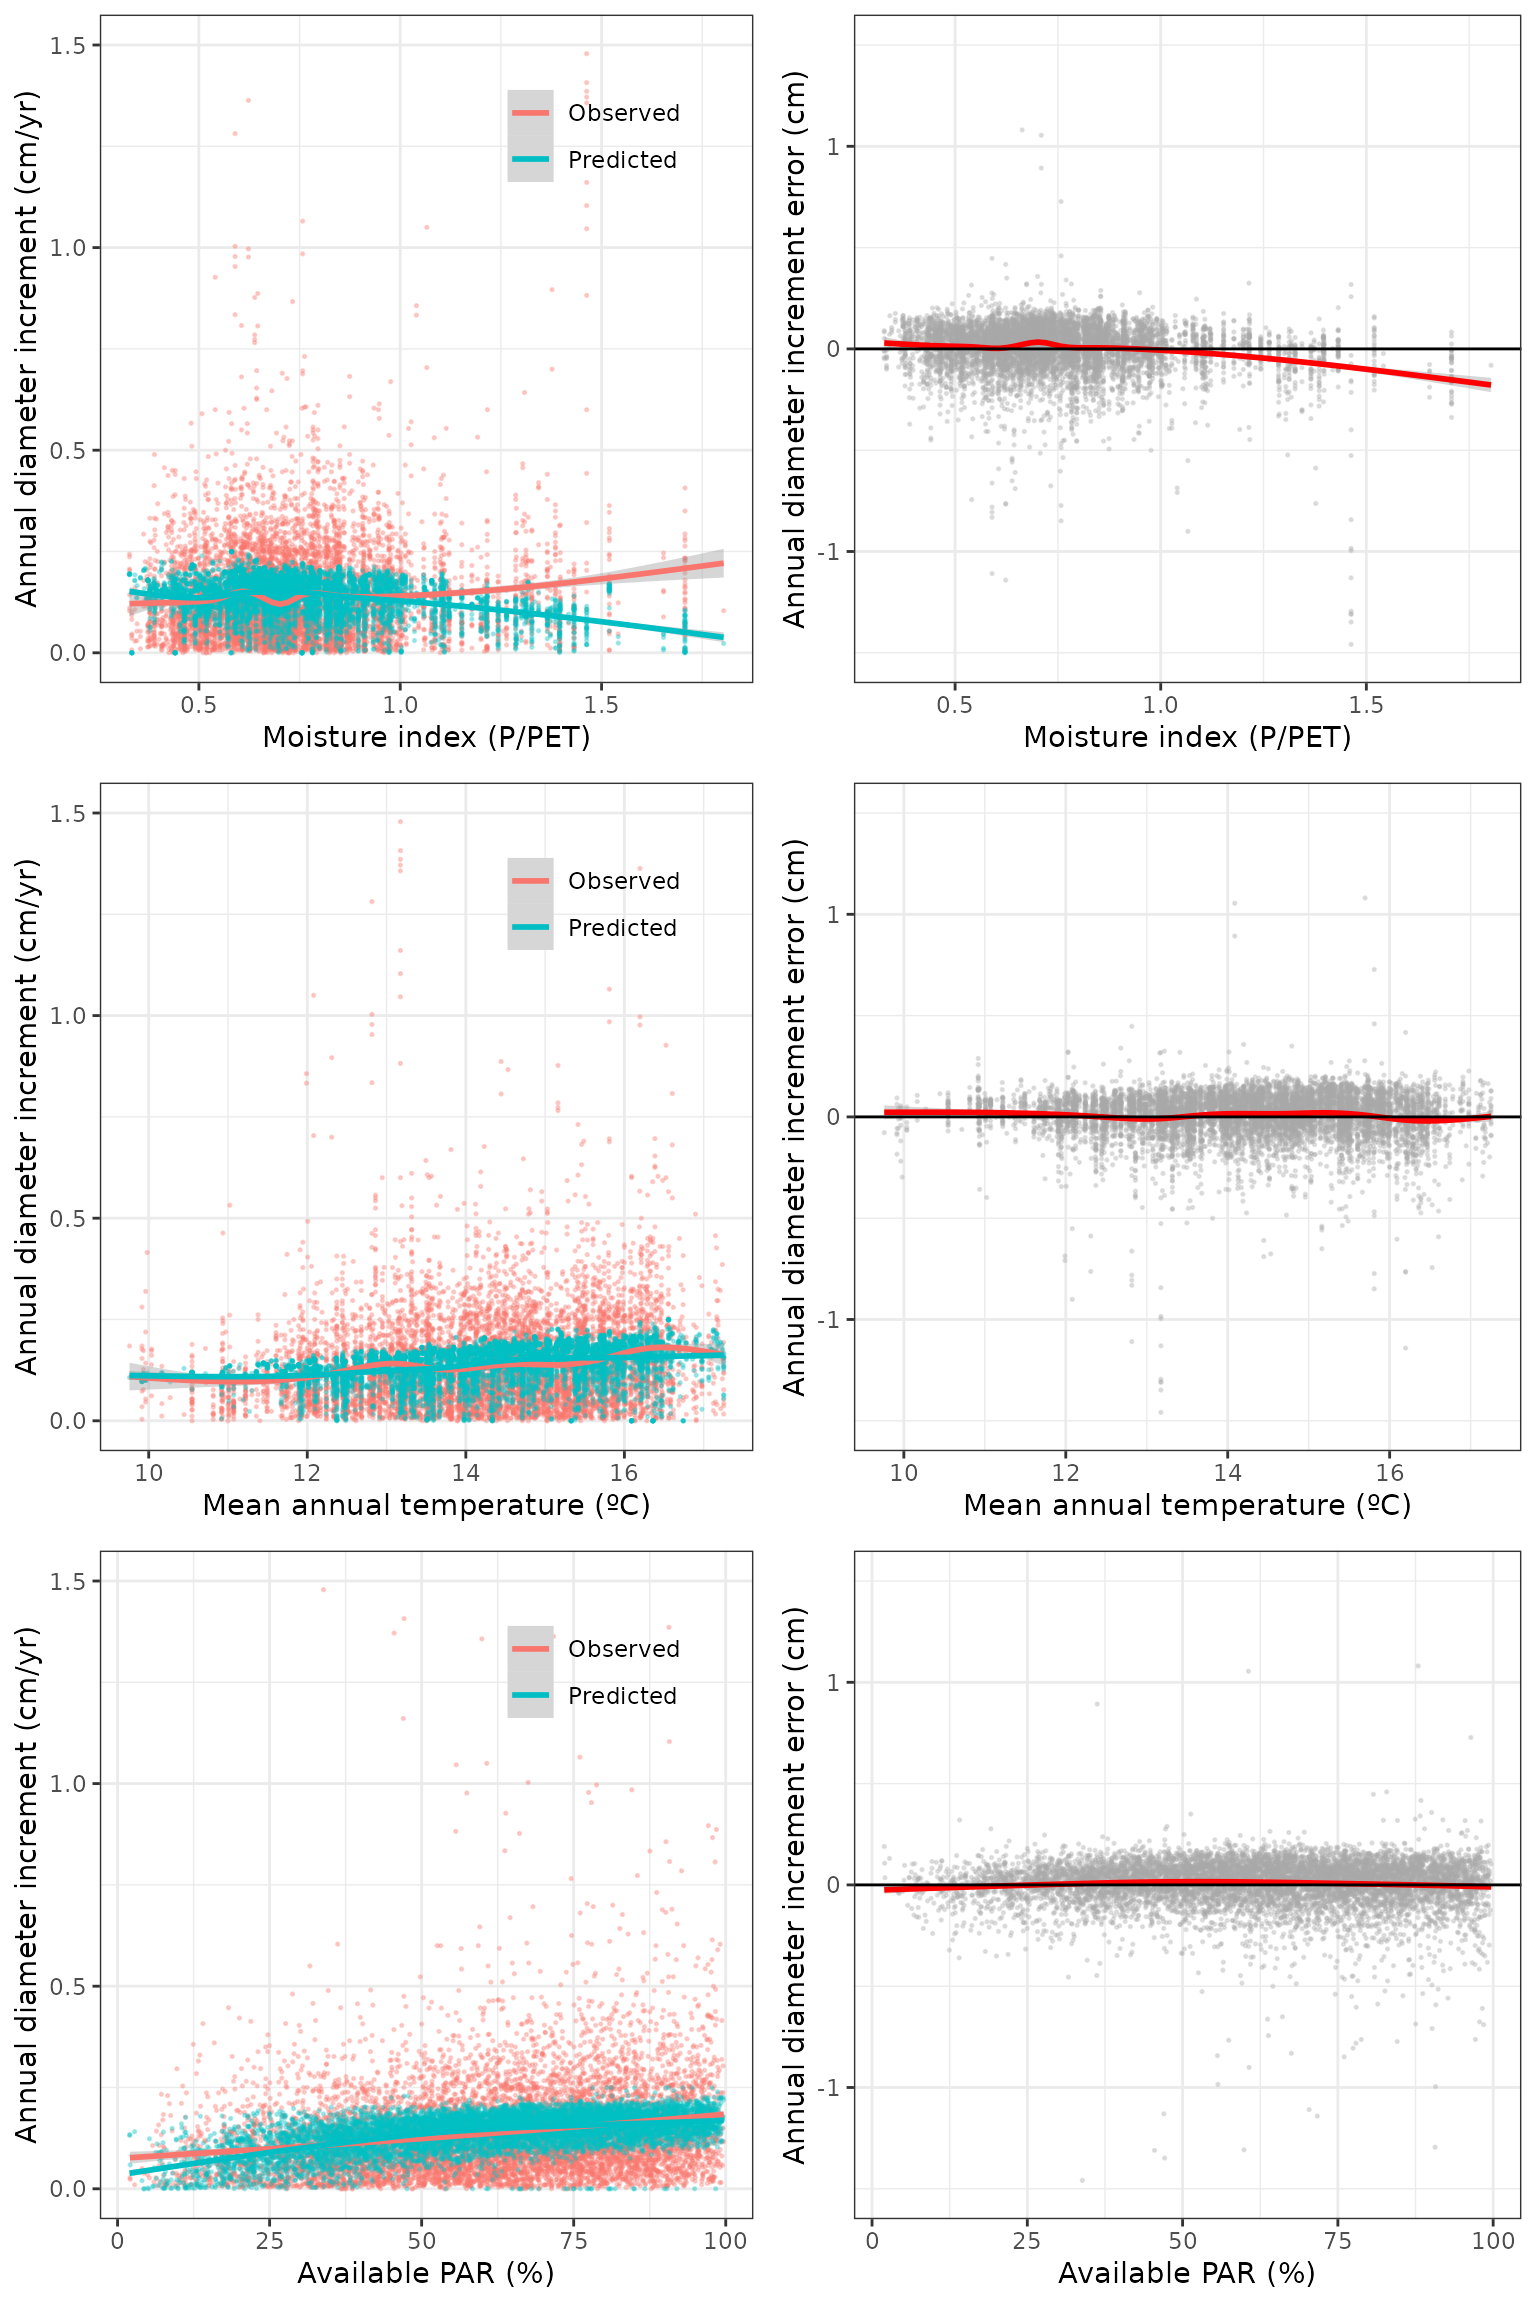 Annual diameter increment (cm/yr)
1.5
1.0
0.5
0.0
Observed
Predicted
0.5 1.0 1.5
Moisture index (P/PET)
Annual diameter increment error (cm)
1
0
-1
0.5 1.0 1.5
Moisture index (P/PET)
Annual diameter increment (cm/yr)
1.5
1.0
0.5
0.0
Observed
Predicted
10 12 14 16
Mean annual temperature (ºC)
Annual diameter increment error (cm)
1
0
-1
10 12 14 16
Mean annual temperature (ºC)
Annual diameter increment (cm/yr)
1.5
1.0
0.5
0.0
Observed
Predicted
0 25 50 75 100
Available PAR (%)
Annual diameter increment error (cm)
1
0
-1
0 25 50 75 100
Available PAR (%)